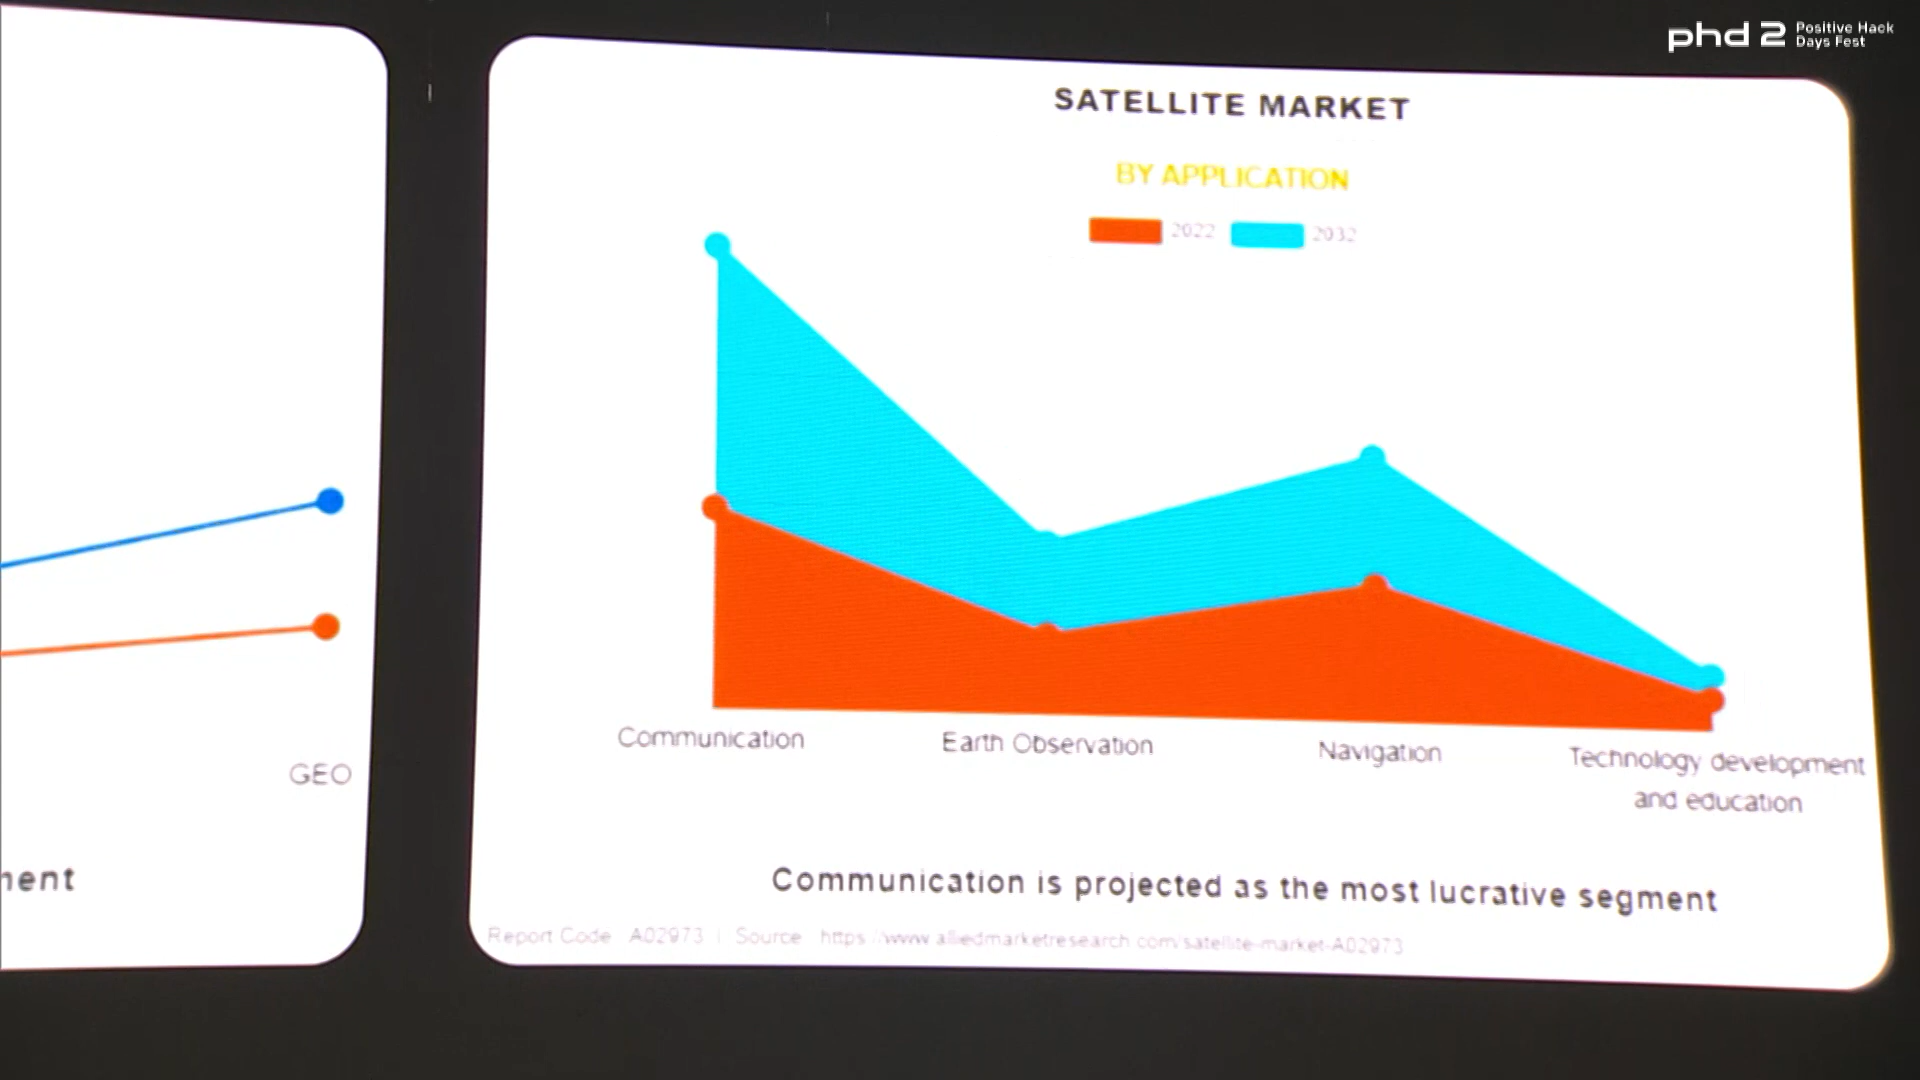 phd 2 Positive Hack
Days Fest
SATELLITE MARKET
BY APPLICATION
2022 2032
Communication
Earth Observation
Navigation
Technology development
and education
Communication is projected as the most lucrative segment
Report Code A02973 | Source https://www.alliedmarketresearch.com/satellite-market-A02973
GEO
ment